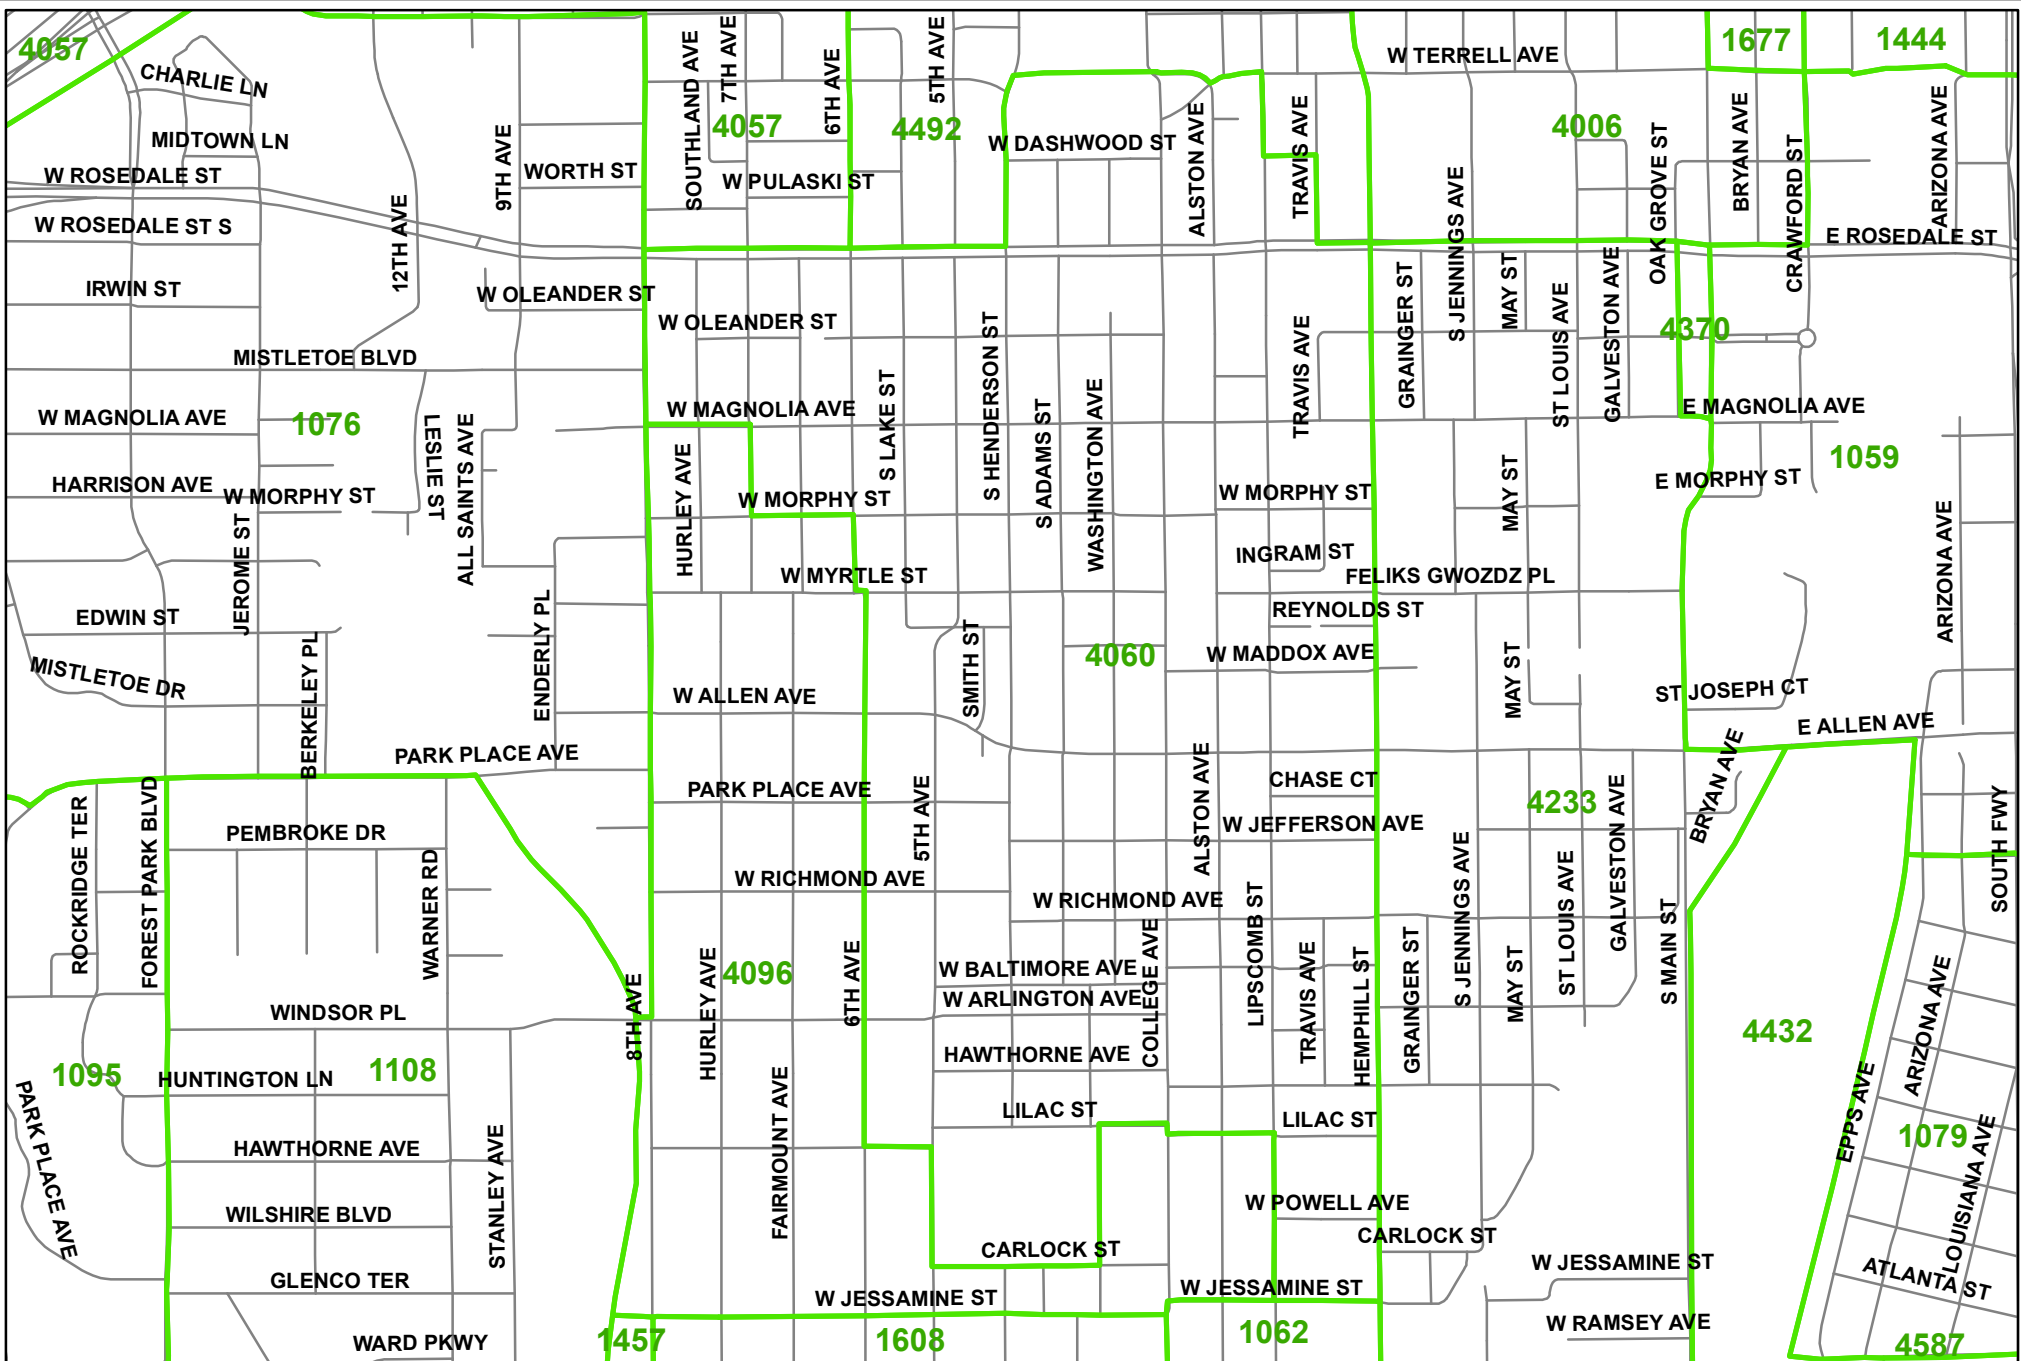 4057
CHARLIE LN
MIDTOWN LN
W ROSEDALE ST
W ROSEDALE ST S
IRWIN ST
12TH AVE
9TH AVE
WORTH ST
W OLEANDER ST
MISTLETOE BLVD
W MAGNOLIA AVE
1076
HARRISON AVE
W MORPHY ST
LESLIE ST
ALL SAINTS AVE
JEROME ST
EDWIN ST
MISTLETOE DR
BERKELEY PL
ENDERLY PL
PARK PLACE AVE
SOUTHLAND AVE
7TH AVE
6TH AVE
5TH AVE
4057
4492
W PULASKI ST
W DASHWOOD ST
ALSTON AVE
TRAVIS AVE
W TERRELL AVE
4006
1677
1444
S JENNINGS AVE
OAK GROVE ST
BRYAN AVE
CRAWFORD ST
ARIZONA AVE
E ROSEDALE ST
W OLEANDER ST
W MAGNOLIA AVE
HURLEY AVE
W MORPHY ST
S LAKE ST
S HENDERSON ST
S ADAMS ST
WASHINGTON AVE
TRAVIS AVE
GRAINGER ST
MAY ST
ST LOUIS AVE
GALVESTON AVE
4370
E MAGNOLIA AVE
1059
E MORPHY ST
W MORPHY ST
MAY ST
INGRAM ST
FELIKS GWOZDZ PL
W MYRTLE ST
REYNOLDS ST
W MADDOX AVE
4060
SMITH ST
W ALLEN AVE
MAY ST
ARIZONA AVE
ST JOSEPH CT
E ALLEN AVE
BRYAN AVE
PARK PLACE AVE
5TH AVE
ALSTON AVE
CHASE CT
W JEFFERSON AVE
4233
GALVESTON AVE
SOUTH FWY
ROCKRIDGE TER
FOREST PARK BLVD
PEMBROKE DR
WARNER RD
W RICHMOND AVE
W RICHMOND AVE
LIPSCOMB ST
S JENNINGS AVE
ST LOUIS AVE
S MAIN ST
WINDSOR PL
8TH AVE
HURLEY AVE
4096
6TH AVE
W BALTIMORE AVE
W ARLINGTON AVE
COLLEGE AVE
TRAVIS AVE
HEMPHILL ST
GRAINGER ST
MAY ST
4432
ARIZONA AVE
1095
1108
HUNTINGTON LN
HAWTHORNE AVE
LILAC ST
LILAC ST
EPPS AVE
1079
PARK PLACE AVE
HAWTHORNE AVE
STANLEY AVE
FAIRMOUNT AVE
WILSHIRE BLVD
W POWELL AVE
CARLOCK ST
CARLOCK ST
LOUISIANA AVE
GLENCO TER
W JESSAMINE ST
W JESSAMINE ST
W JESSAMINE ST
ATLANTA ST
WARD PKWY
1457
1608
1062
W RAMSEY AVE
4587